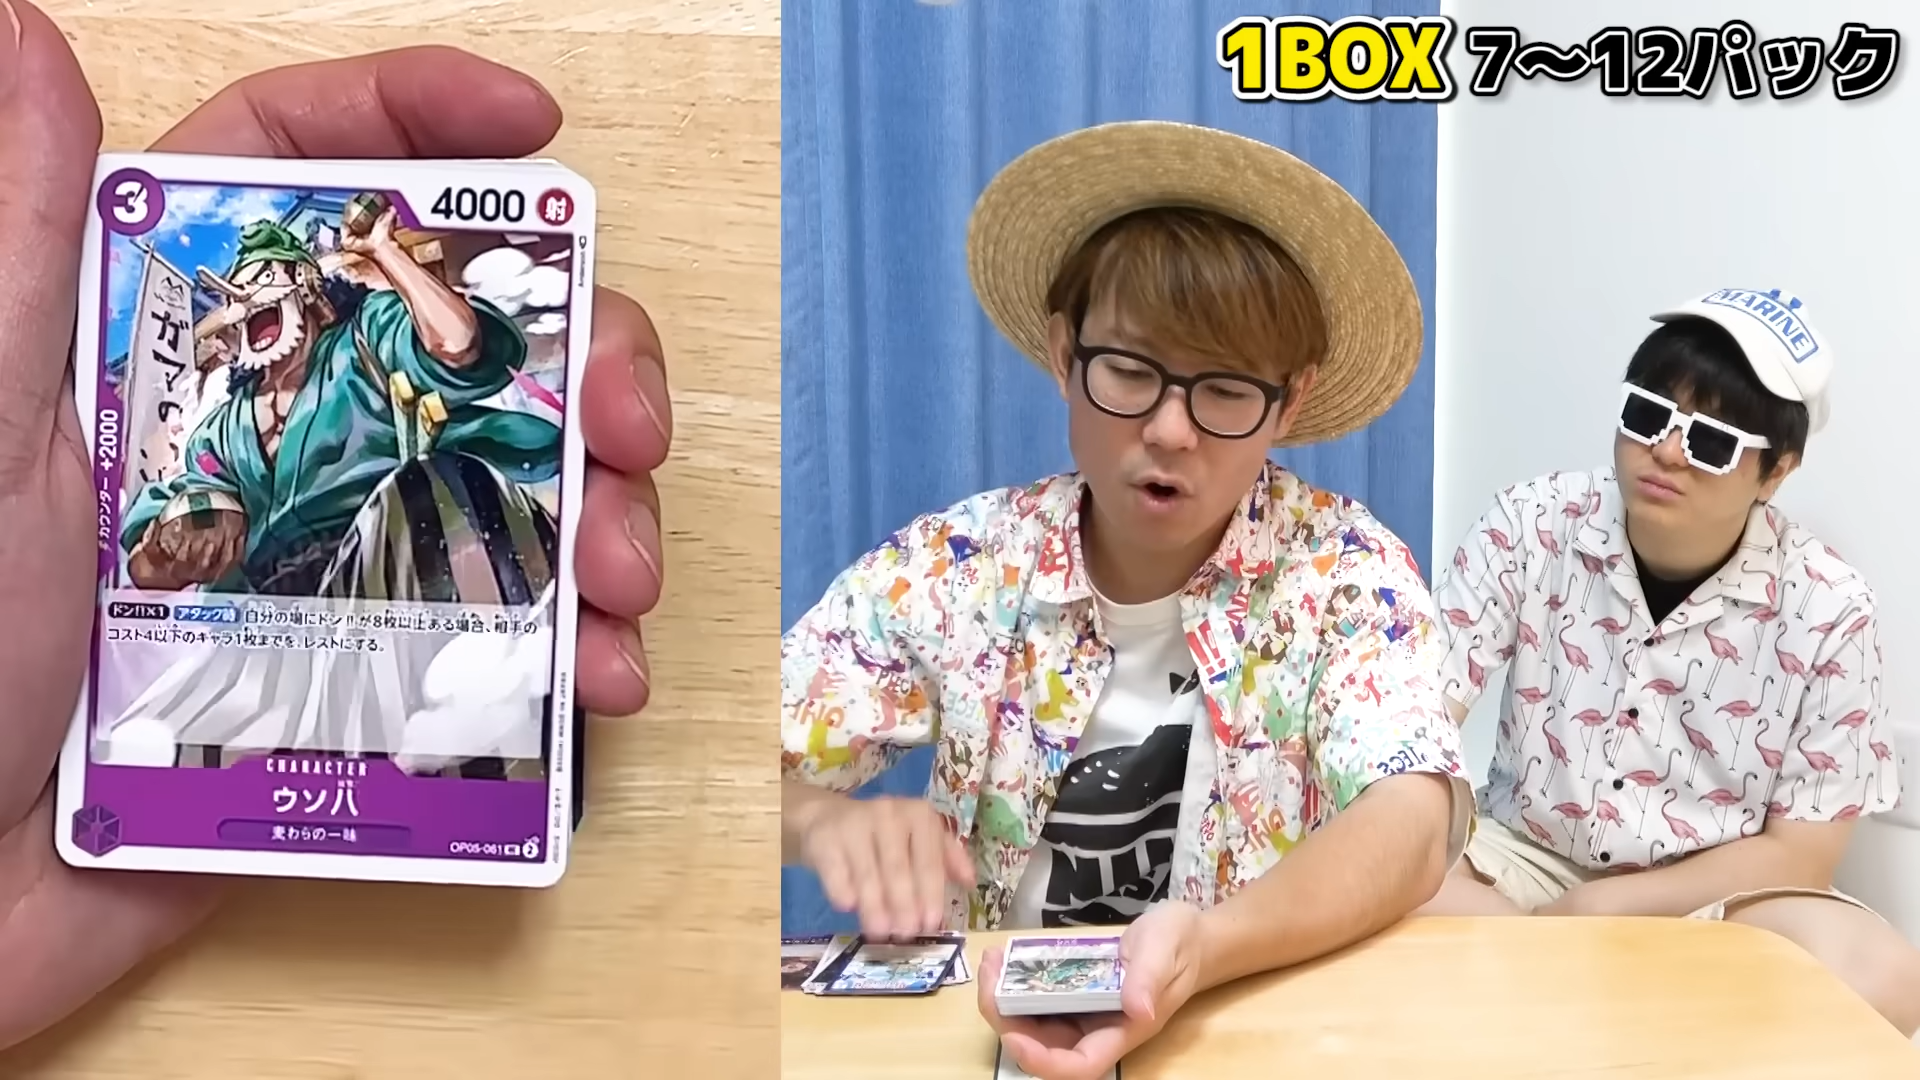 1BOX 7〜12パック
3
4000 射
ガマの
カウンター +2000
ドン!!×1 アタック時 自分の場にドン!!が8枚以上ある場合、相手の
コスト4以下のキャラ1枚までを、レストにする。
CHARACTER
ウソ八
麦わらの一味
OP05-061 UC 2
MARINE